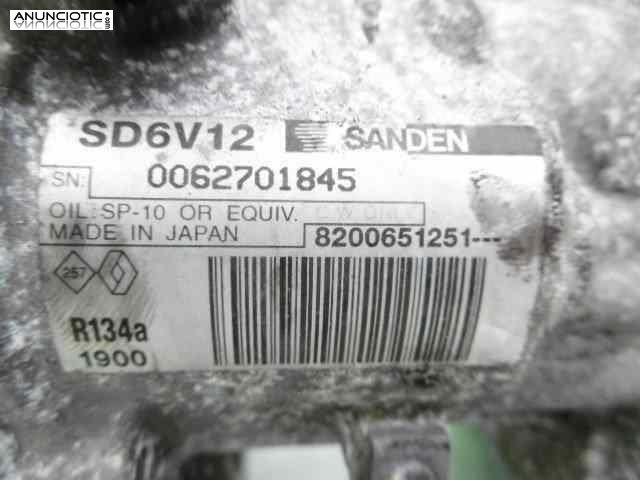 ANUNCIOTIC
SD6V12 SANDEN
SN: 0062701845
OIL: SP-10 OR EQUIV.
MADE IN JAPAN 8200651251---
257
R134a
1900